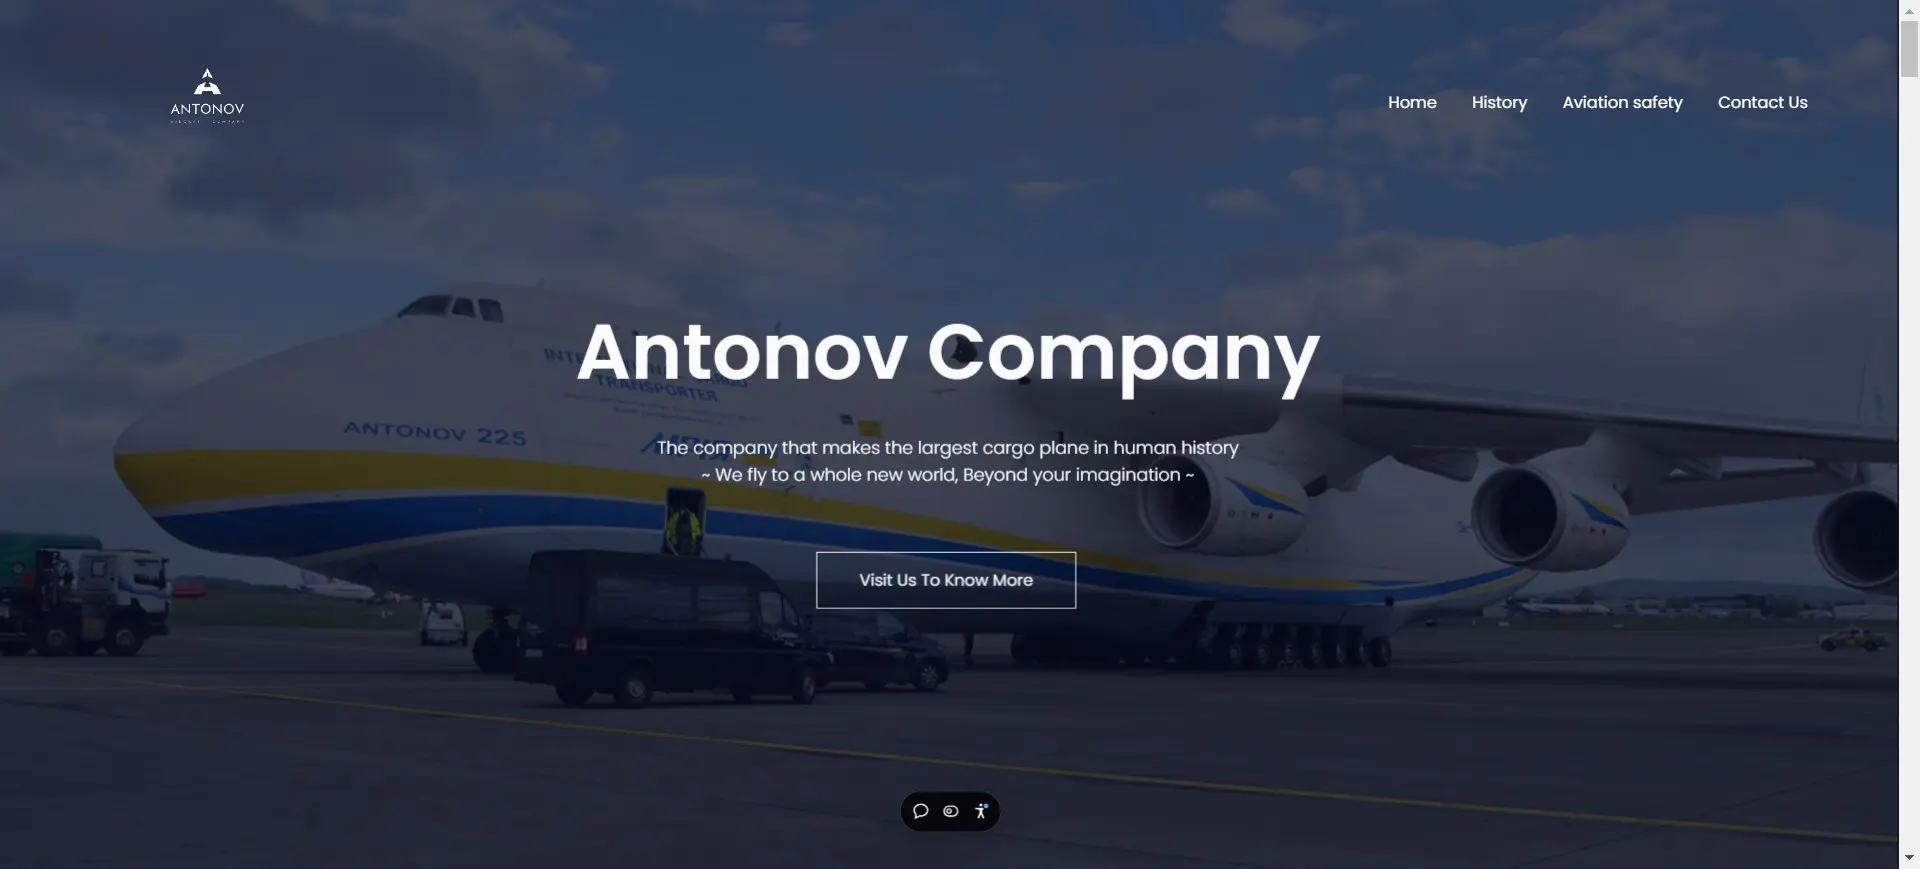 ANTONOV
Home
History
Aviation safety
Contact Us
Antonov Company
TRANSPORTER
ANTONOV 225
The company that makes the largest cargo plane in human history
~ We fly to a whole new world, Beyond your imagination ~
Visit Us To Know More